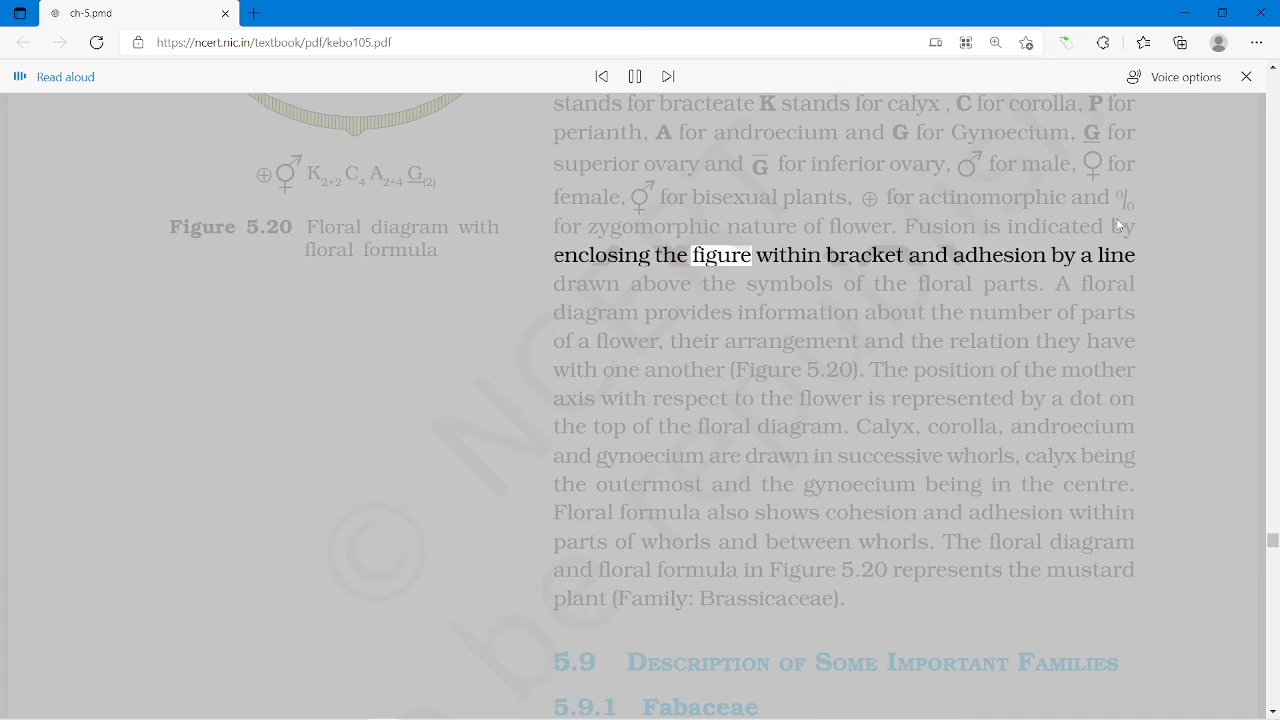 ch-5.pmd
https://ncert.nic.in/textbook/pdf/kebo105.pdf
Read aloud
Voice options
⊕ ⚥ K2+2 C4 A2+4 G(2)
Figure 5.20 Floral diagram with
floral formula
stands for bracteate K stands for calyx , C for corolla, P for
perianth, A for androecium and G for Gynoecium, G for
superior ovary and G for inferior ovary, ♂ for male, ♀ for
female, ⚥ for bisexual plants, ⊕ for actinomorphic and %
for zygomorphic nature of flower. Fusion is indicated by
enclosing the figure within bracket and adhesion by a line
drawn above the symbols of the floral parts. A floral
diagram provides information about the number of parts
of a flower, their arrangement and the relation they have
with one another (Figure 5.20). The position of the mother
axis with respect to the flower is represented by a dot on
the top of the floral diagram. Calyx, corolla, androecium
and gynoecium are drawn in successive whorls, calyx being
the outermost and the gynoecium being in the centre.
Floral formula also shows cohesion and adhesion within
parts of whorls and between whorls. The floral diagram
and floral formula in Figure 5.20 represents the mustard
plant (Family: Brassicaceae).
5.9 Description of Some Important Families
5.9.1 Fabaceae